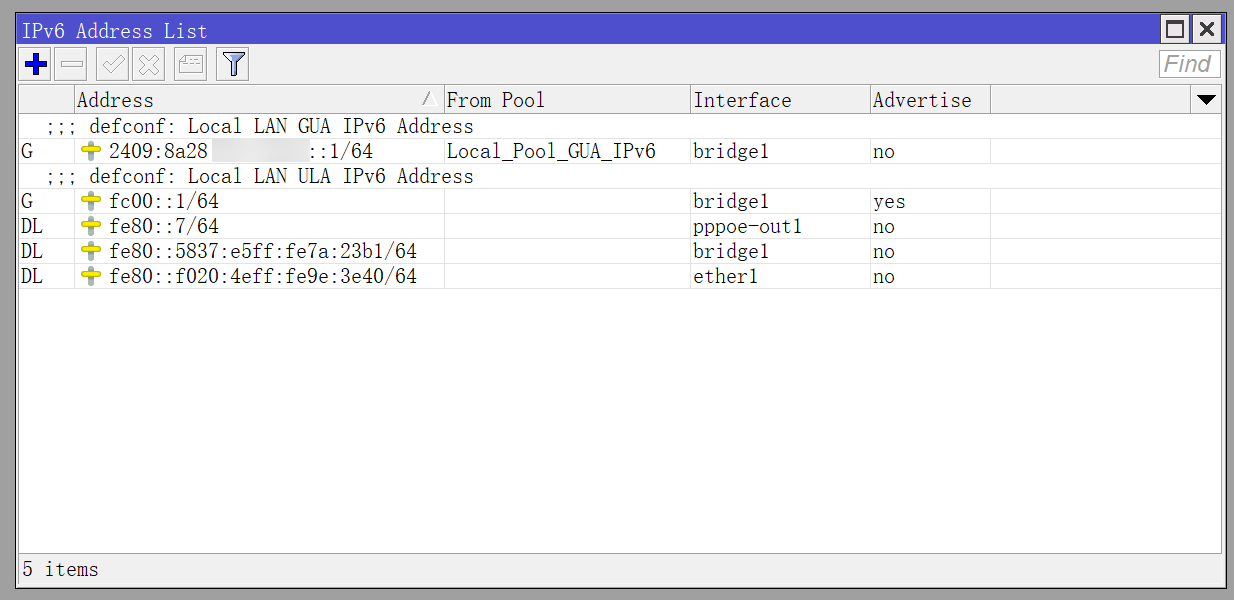 IPv6 Address List
Find
Address From Pool Interface Advertise
;;; defconf: Local LAN GUA IPv6 Address
G 2409:8a28 ::1/64 Local_Pool_GUA_IPv6 bridge1 no
;;; defconf: Local LAN ULA IPv6 Address
G fc00::1/64 bridge1 yes
DL fe80::7/64 pppoe-out1 no
DL fe80::5837:e5ff:fe7a:23b1/64 bridge1 no
DL fe80::f020:4eff:fe9e:3e40/64 ether1 no
5 items